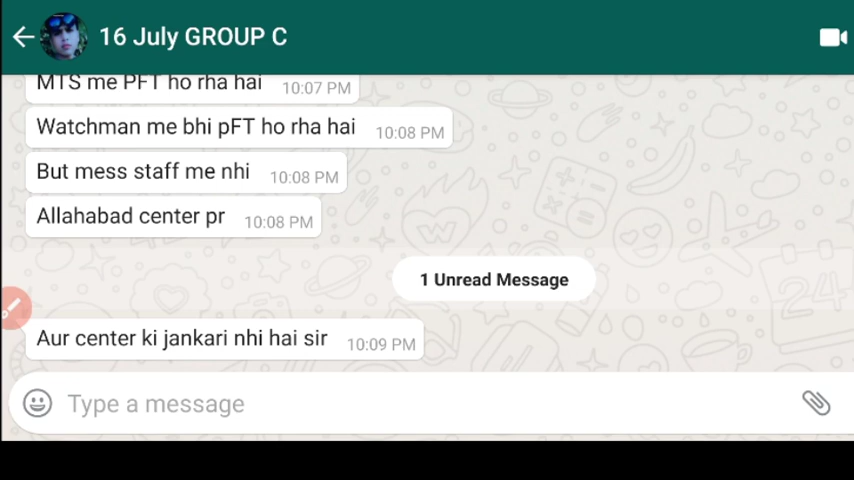 16 July GROUP C
MTS me PFT ho rha hai 10:07 PM
Watchman me bhi pFT ho rha hai 10:08 PM
But mess staff me nhi 10:08 PM
Allahabad center pr 10:08 PM
1 Unread Message
Aur center ki jankari nhi hai sir 10:09 PM
Type a message